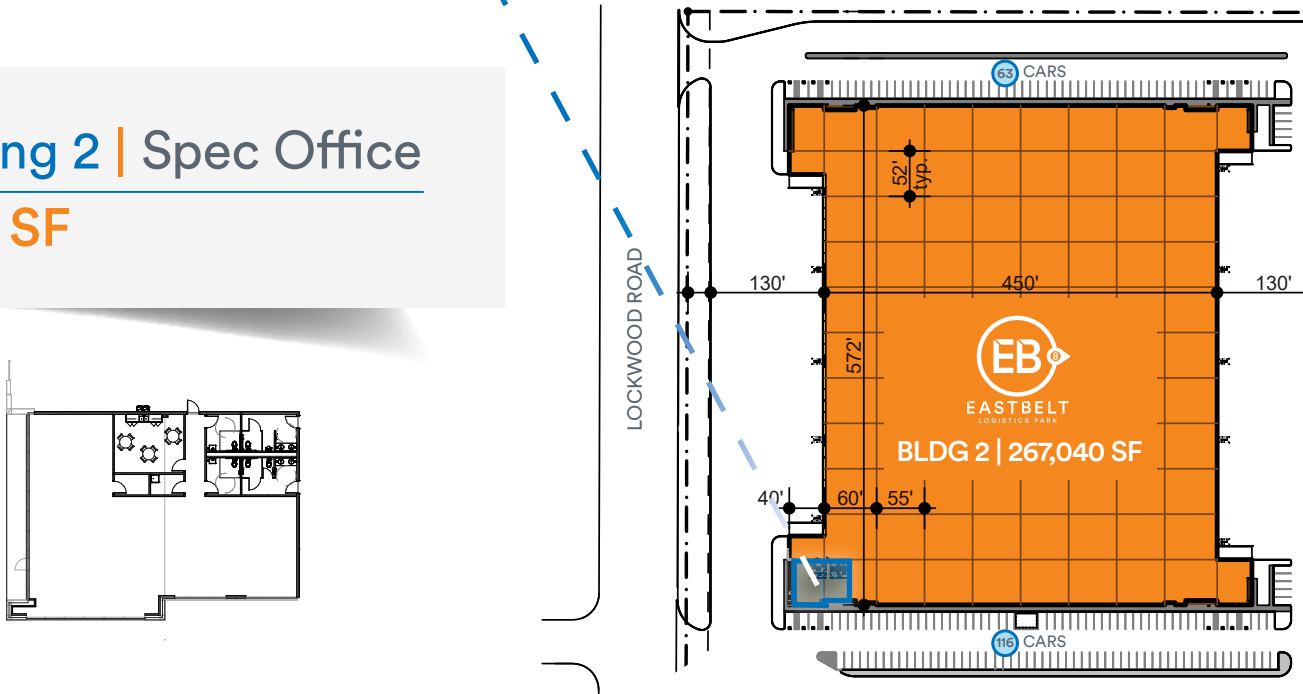 ng 2 | Spec Office
SF
LOCKWOOD ROAD
63 CARS
52'
typ.
130'
450'
130'
572'
EB
8
EASTBELT
LOGISTICS PARK
BLDG 2 | 267,040 SF
40'
60'
55'
116 CARS